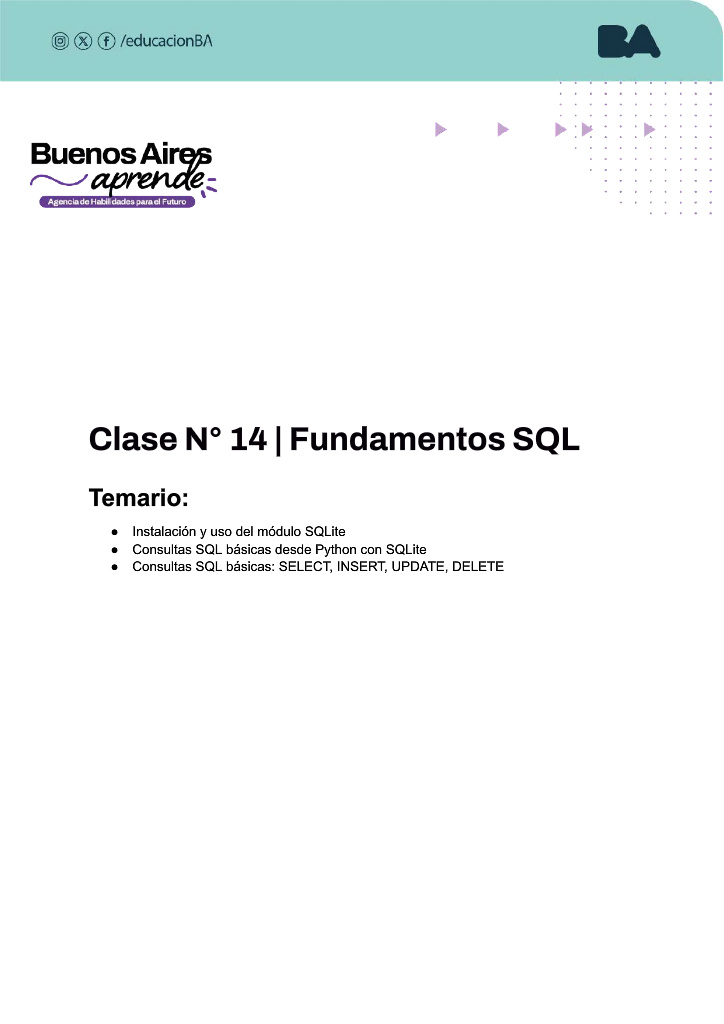 /educacionBA
BA
Buenos Aires
aprende
Agencia de Habilidades para el Futuro
Clase N° 14 | Fundamentos SQL
Temario:
● Instalación y uso del módulo SQLite
● Consultas SQL básicas desde Python con SQLite
● Consultas SQL básicas: SELECT, INSERT, UPDATE, DELETE